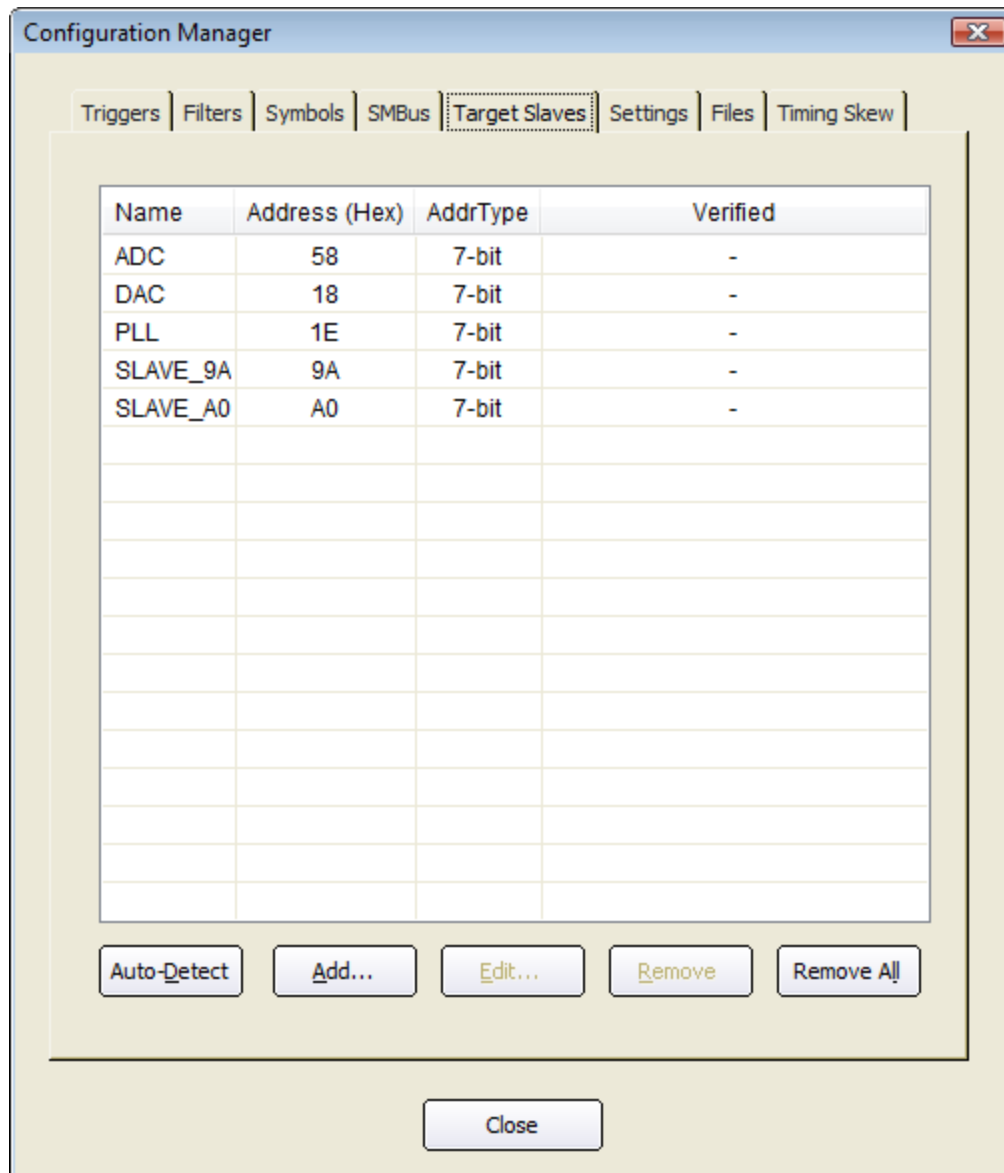 Configuration Manager
Triggers Filters Symbols SMBus Target Slaves Settings Files Timing Skew
Name Address (Hex) AddrType Verified
ADC 58 7-bit -
DAC 18 7-bit -
PLL 1E 7-bit -
SLAVE_9A 9A 7-bit -
SLAVE_A0 A0 7-bit -
Auto-Detect Add... Edit... Remove Remove All
Close